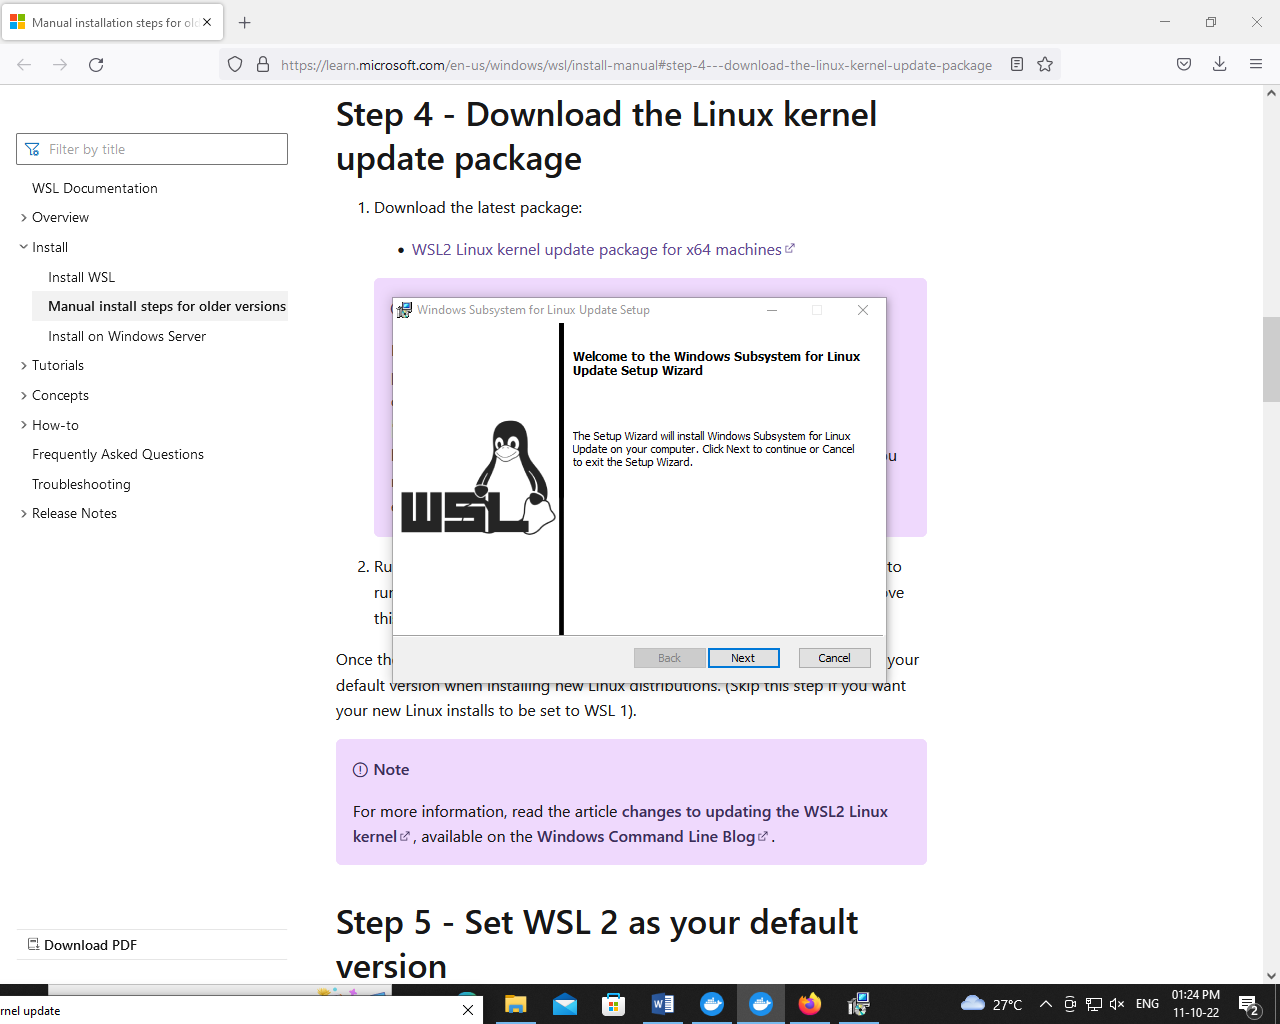 Manual installation steps for old
https://learn.microsoft.com/en-us/windows/wsl/install-manual#step-4---download-the-linux-kernel-update-package
Filter by title
WSL Documentation
Overview
Install
Install WSL
Manual install steps for older versions
Install on Windows Server
Tutorials
Concepts
How-to
Frequently Asked Questions
Troubleshooting
Release Notes
Download PDF
Step 4 - Download the Linux kernel
update package
1. Download the latest package:
WSL2 Linux kernel update package for x64 machines
Windows Subsystem for Linux Update Setup
Welcome to the Windows Subsystem for Linux
Update Setup Wizard
The Setup Wizard will install Windows Subsystem for Linux
Update on your computer. Click Next to continue or Cancel
to exit the Setup Wizard.
WSL
Back
Next
Cancel
2. Ru
to
Once the
your
default version when installing new Linux distributions. (Skip this step if you want
your new Linux installs to be set to WSL 1).
Note
For more information, read the article changes to updating the WSL2 Linux
kernel, available on the Windows Command Line Blog.
Step 5 - Set WSL 2 as your default
version
rnel update
27°C
ENG
01:24 PM
11-10-22
2